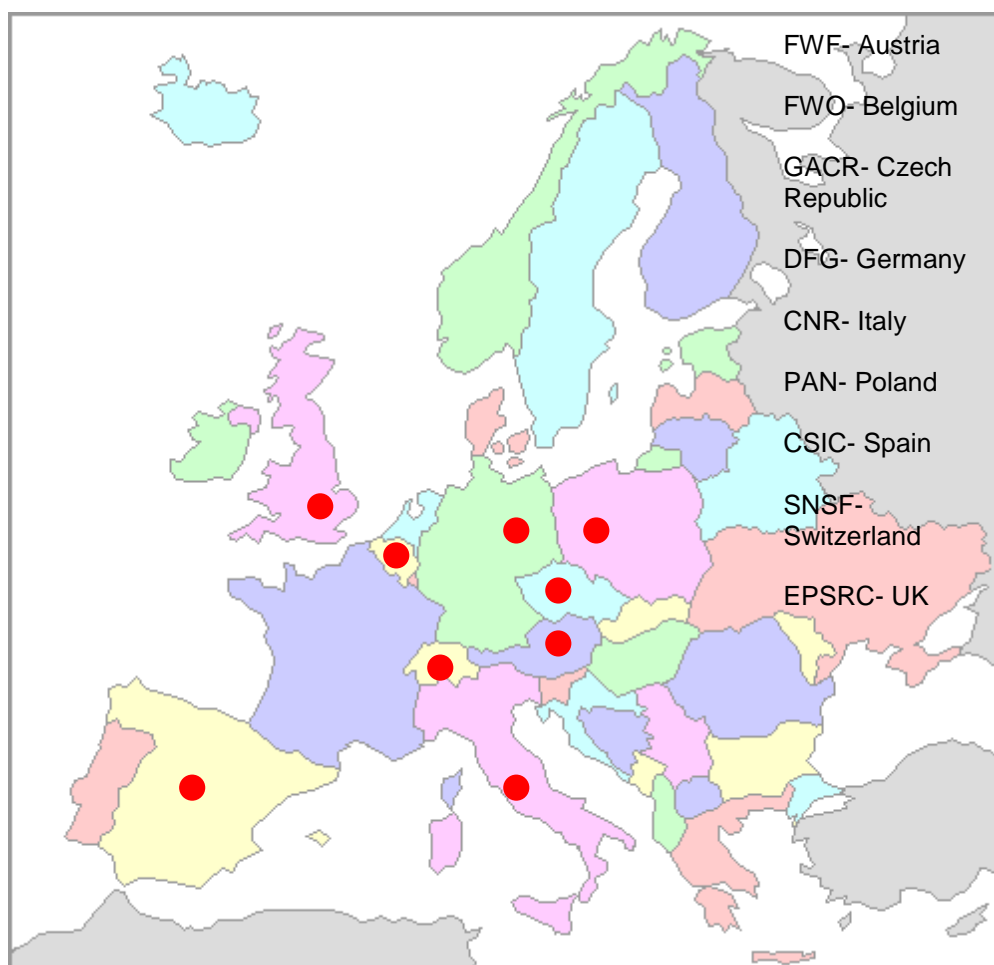 FWF- Austria
FWO- Belgium
GACR- Czech
Republic
DFG- Germany
CNR- Italy
PAN- Poland
CSIC- Spain
SNSF-
Switzerland
EPSRC- UK